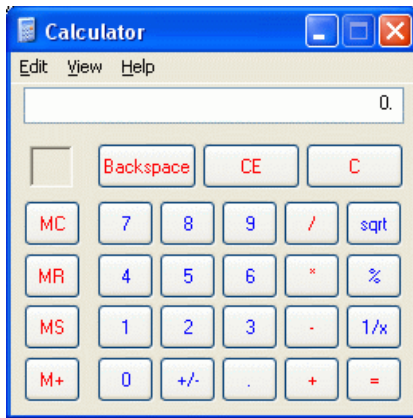 Calculator
Edit View Help
0.
Backspace CE C
MC 7 8 9 / sqrt
MR 4 5 6 * %
MS 1 2 3 - 1/x
M+ 0 +/- . + =